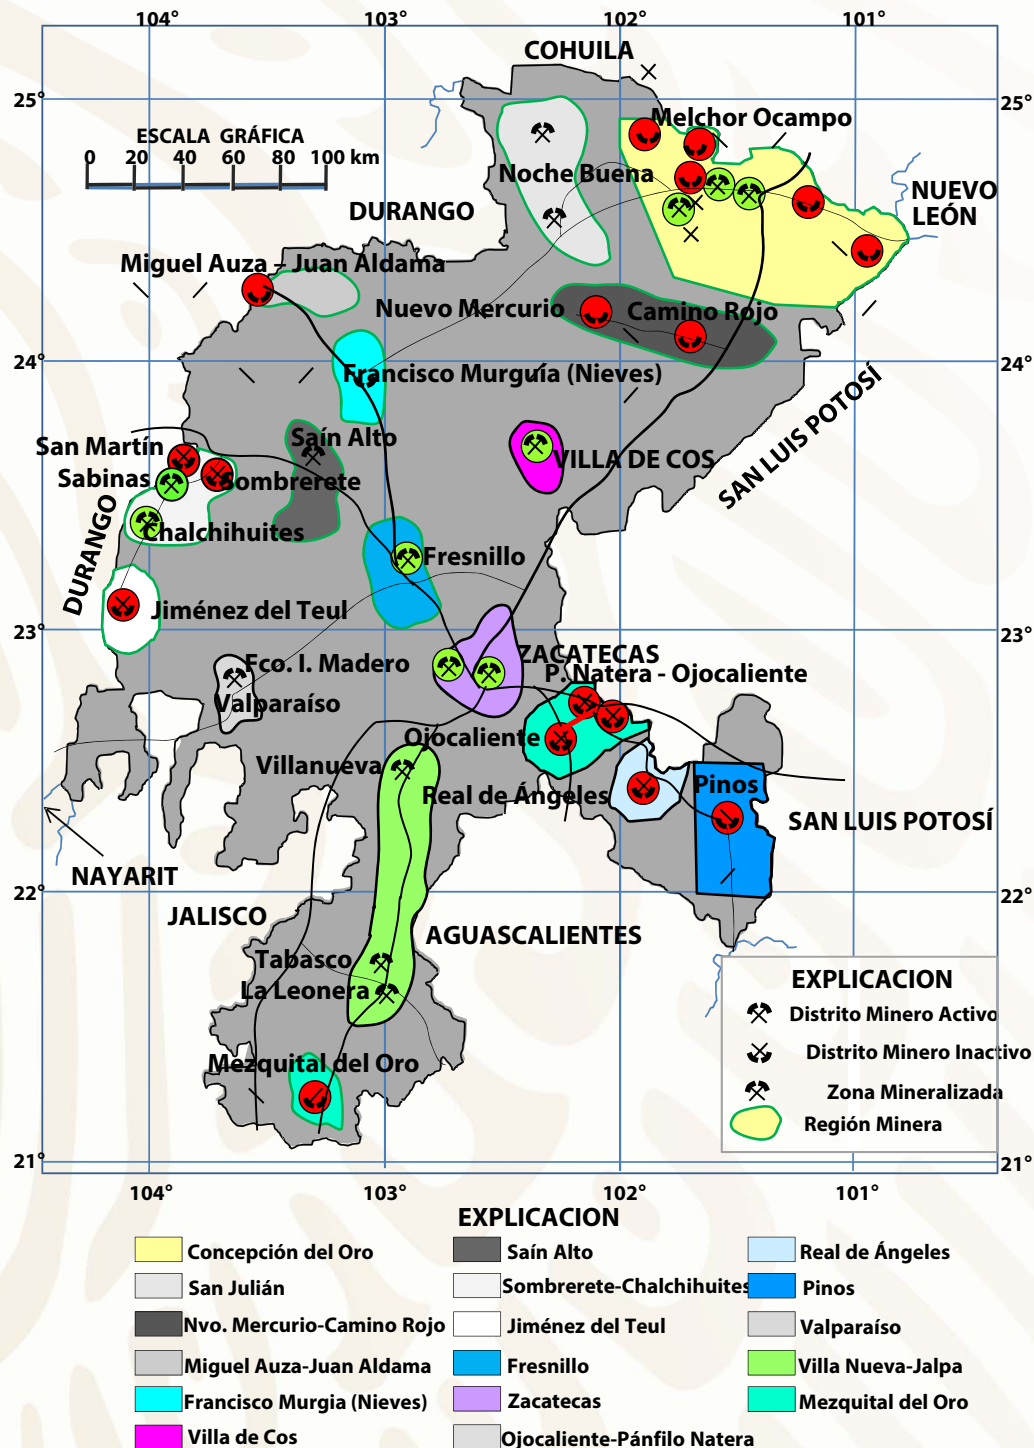 104° 103° 102° 101°
COHUILA
25° 25°
Melchor Ocampo
ESCALA GRÁFICA
0 20 40 60 80 100 km
Noche Buena
NUEVO
LEÓN
DURANGO
Miguel Auza – Juan Aldama
Nuevo Mercurio Camino Rojo
24° 24°
Francisco Murguía (Nieves)
SAN LUIS POTOSÍ
Saín Alto
San Martín
VILLA DE COS
Sabinas
Sombrerete
Chalchihuites
DURANGO
Fresnillo
Jiménez del Teul
23° 23°
ZACATECAS
Fco. I. Madero
P. Natera - Ojocaliente
Valparaíso
Ojocaliente
Villanueva
Pinos
Real de Ángeles
SAN LUIS POTOSÍ
NAYARIT
22° 22°
JALISCO
AGUASCALIENTES
Tabasco
La Leonera
EXPLICACION
Distrito Minero Activo
Distrito Minero Inactivo
Zona Mineralizada
Región Minera
Mezquital del Oro
21° 21°
104° 103° 102° 101°
EXPLICACION
Concepción del Oro
San Julián
Nvo. Mercurio-Camino Rojo
Miguel Auza-Juan Aldama
Francisco Murgia (Nieves)
Villa de Cos
Saín Alto
Sombrerete-Chalchihuites
Jiménez del Teul
Fresnillo
Zacatecas
Ojocaliente-Pánfilo Natera
Real de Ángeles
Pinos
Valparaíso
Villa Nueva-Jalpa
Mezquital del Oro